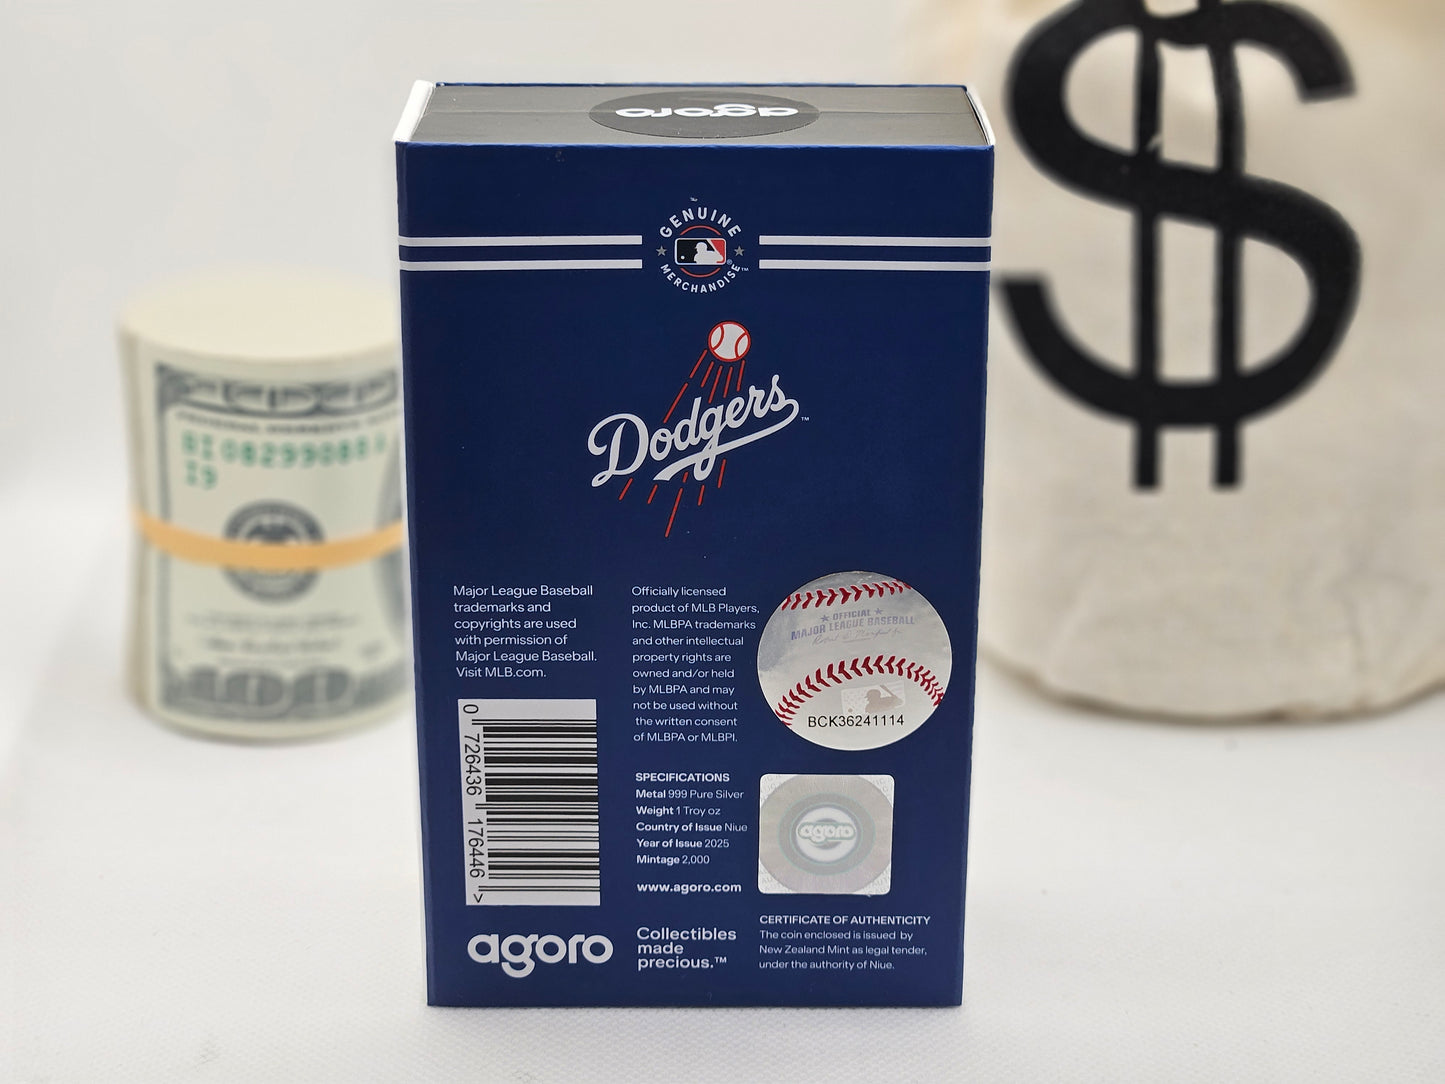 agoro
GENUINE
MERCHANDISE™
Dodgers™
Major League Baseball
trademarks and
copyrights are used
with permission of
Major League Baseball.
Visit MLB.com.
Officially licensed
product of MLB Players,
Inc. MLBPA trademarks
and other intellectual
property rights are
owned and/or held
by MLBPA and may
not be used without
the written consent
of MLBPA or MLBPI.
★ OFFICIAL ★
MAJOR LEAGUE BASEBALL
BCK36241114
0 726436 176446 >
SPECIFICATIONS
Metal 999 Pure Silver
Weight 1 Troy oz
Country of Issue Niue
Year of Issue 2025
Mintage 2,000
www.agoro.com
agoro
agoro
Collectibles
made
precious.™
CERTIFICATE OF AUTHENTICITY
The coin enclosed is issued by
New Zealand Mint as legal tender,
under the authority of Niue.
$
100